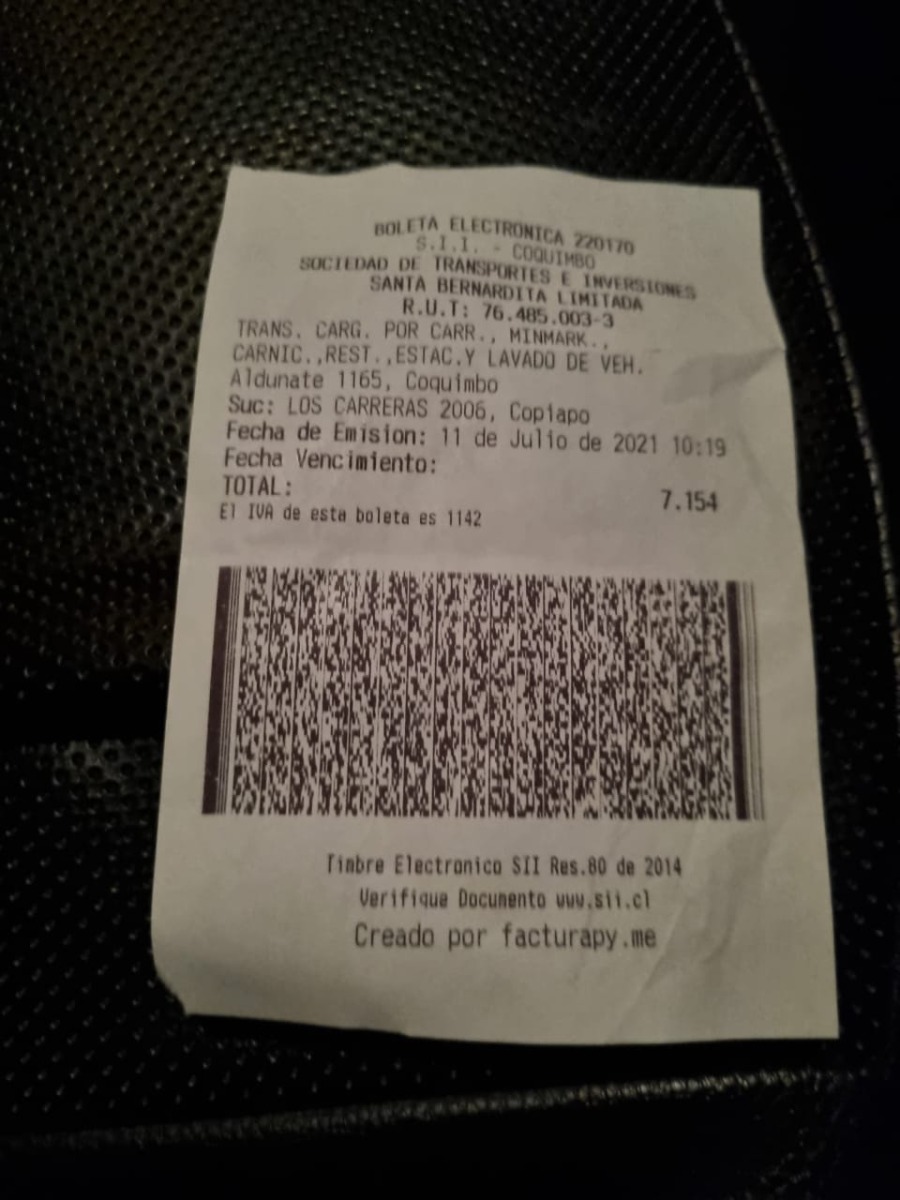 BOLETA ELECTRONICA 220170
S.I.I. - COQUIMBO
SOCIEDAD DE TRANSPORTES E INVERSIONES
SANTA BERNARDITA LIMITADA
R.U.T: 76.485.003-3
TRANS. CARG. POR CARR., MINMARK.,
CARNIC.,REST.,ESTAC.Y LAVADO DE VEH.
Aldunate 1165, Coquimbo
Suc: LOS CARRERAS 2006, Copiapo
Fecha de Emision: 11 de Julio de 2021 10:19
Fecha Vencimiento:
TOTAL: 7.154
El IVA de esta boleta es 1142
Timbre Electronico SII Res.80 de 2014
Verifique Documento www.sii.cl
Creado por facturapy.me